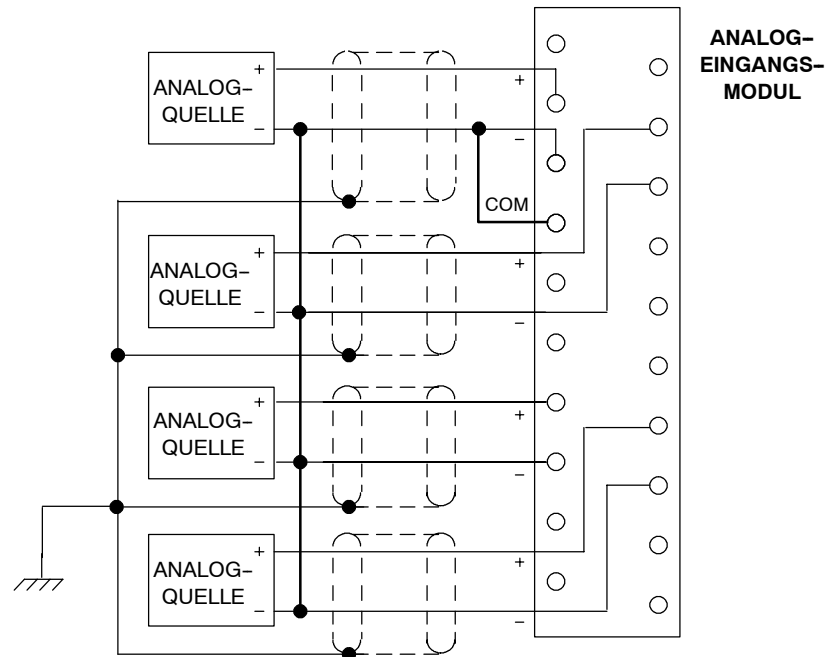 ANALOG-
EINGANGS-
MODUL
+
ANALOG-
QUELLE
-
+
-
COM
+
ANALOG-
QUELLE
-
+
-
+
ANALOG-
QUELLE
-
+
-
+
ANALOG-
QUELLE
-
+
-